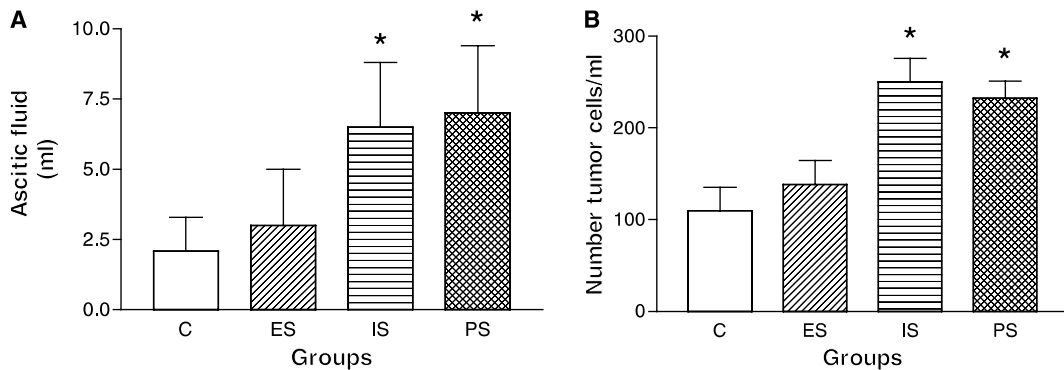 A
10.0
7.5
5.0
2.5
0.0
Ascitic fluid
(ml)
*
*
C ES IS PS
Groups
B
300
200
100
0
Number tumor cells/ml
*
*
C ES IS PS
Groups